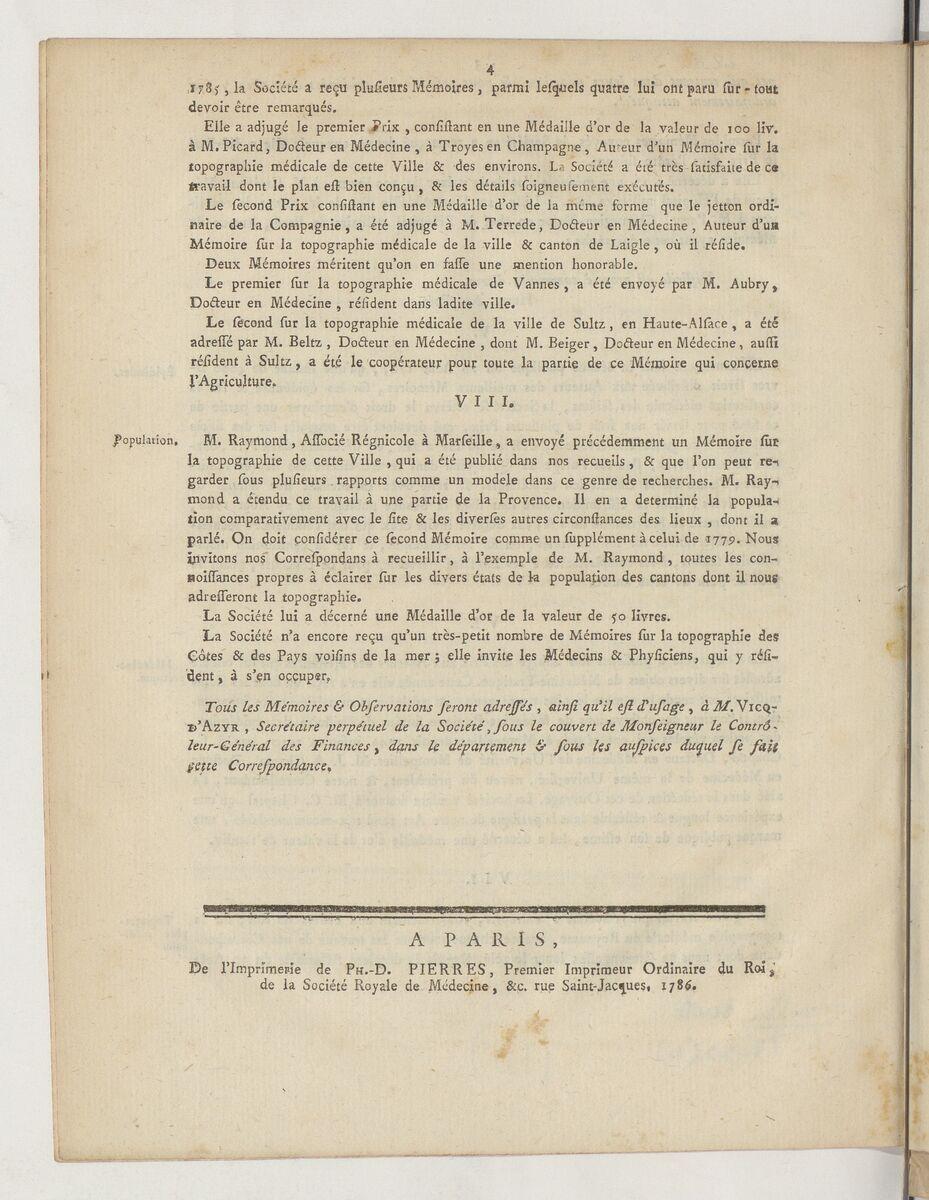 4
1785, la Société a reçu pluſieurs Mémoires, parmi leſquels quatre lui ont paru ſur-tout
devoir être remarqués.
Elle a adjugé le premier Prix, conſiſtant en une Médaille d'or de la valeur de 100 liv.
à M. Picard, Docteur en Médecine, à Troyes en Champagne, Auteur d'un Mémoire ſur la
topographie médicale de cette Ville & des environs. La Société a été très ſatisfaite de ce
travail dont le plan eſt bien conçu, & les détails ſoigneuſement exécutés.
Le ſecond Prix conſiſtant en une Médaille d'or de la même forme que le jetton ordi-
naire de la Compagnie, a été adjugé à M. Terrede, Docteur en Médecine, Auteur d'un
Mémoire ſur la topographie médicale de la ville & canton de Laigle, où il réſide.
Deux Mémoires méritent qu'on en faſſe une mention honorable.
Le premier ſur la topographie médicale de Vannes, a été envoyé par M. Aubry,
Docteur en Médecine, réſident dans ladite ville.
Le ſecond ſur la topographie médicale de la ville de Sultz, en Haute-Alſace, a été
adreſſé par M. Beltz, Docteur en Médecine, dont M. Beiger, Docteur en Médecine, auſſi
réſident à Sultz, a été le coopérateur pour toute la partie de ce Mémoire qui concerne
l'Agriculture.
VIII.
Population. M. Raymond, Aſſocié Régnicole à Marſeille, a envoyé précédemment un Mémoire ſur
la topographie de cette Ville, qui a été publié dans nos recueils, & que l'on peut re-
garder ſous pluſieurs rapports comme un modele dans ce genre de recherches. M. Ray-
mond a étendu ce travail à une partie de la Provence. Il en a determiné la popula-
tion comparativement avec le ſite & les diverſes autres circonſtances des lieux, dont il a
parlé. On doit conſidérer ce ſecond Mémoire comme un ſupplément à celui de 1779. Nous
invitons nos Correſpondans à recueillir, à l'exemple de M. Raymond, toutes les con-
noiſſances propres à éclairer ſur les divers états de la population des cantons dont il nous
adreſſeront la topographie.
La Société lui a décerné une Médaille d'or de la valeur de 50 livres.
La Société n'a encore reçu qu'un très-petit nombre de Mémoires ſur la topographie des
Côtes & des Pays voiſins de la mer; elle invite les Médecins & Phyſiciens, qui y réſi-
dent, à s'en occuper.
Tous les Mémoires & Obſervations ſeront adreſſés, ainſi qu'il eſt d'uſage, à M. VICQ-
D'AZYR, Secrétaire perpétuel de la Société, ſous le couvert de Monſeigneur le Contrô-
leur-Général des Finances, dans le département & ſous les auſpices duquel ſe fait
cette Correſpondance.
A PARIS,
De l'Imprimerie de PH.-D. PIERRES, Premier Imprimeur Ordinaire du Roi,
de la Société Royale de Médecine, &c. rue Saint-Jacques, 1786.